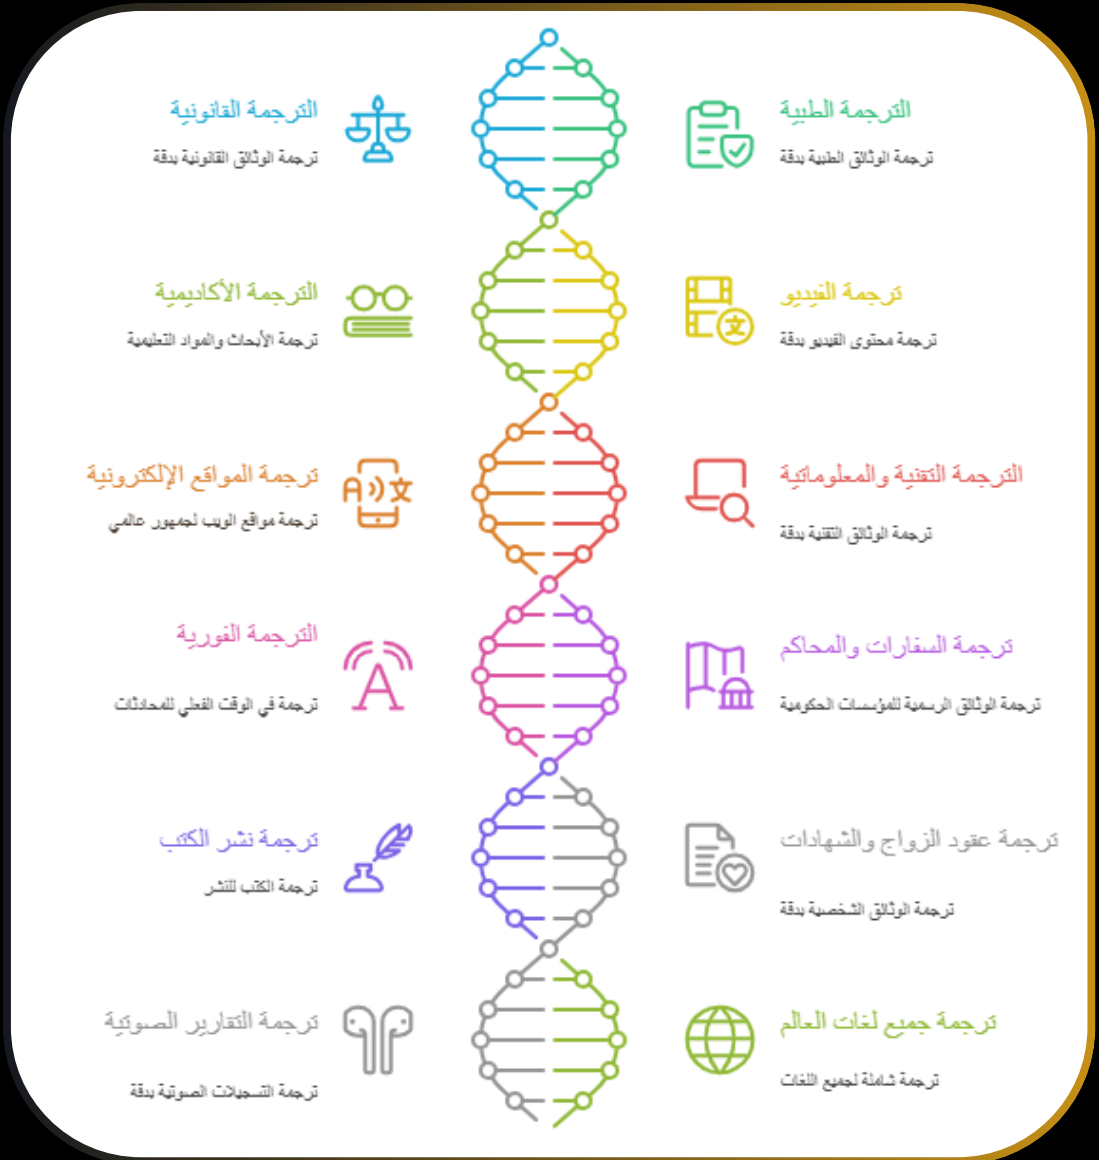 الترجمة الطبية
ترجمة الوثائق الطبية بدقة
الترجمة القانونية
ترجمة الوثائق القانونية بدقة
ترجمة الفيديو
ترجمة محتوى الفيديو بدقة
الترجمة الأكاديمية
ترجمة الأبحاث والمواد التعليمية
الترجمة التقنية والمعلوماتية
ترجمة الوثائق التقنية بدقة
ترجمة المواقع الإلكترونية
ترجمة مواقع الويب لجمهور عالمي
ترجمة السفارات والمحاكم
ترجمة الوثائق الرسمية للمؤسسات الحكومية
الترجمة الفورية
ترجمة في الوقت الفعلي للمحادثات
ترجمة عقود الزواج والشهادات
ترجمة الوثائق الشخصية بدقة
ترجمة نشر الكتب
ترجمة الكتب للنشر
ترجمة جميع لغات العالم
ترجمة شاملة لجميع اللغات
ترجمة التقارير الصوتية
ترجمة التسجيلات الصوتية بدقة